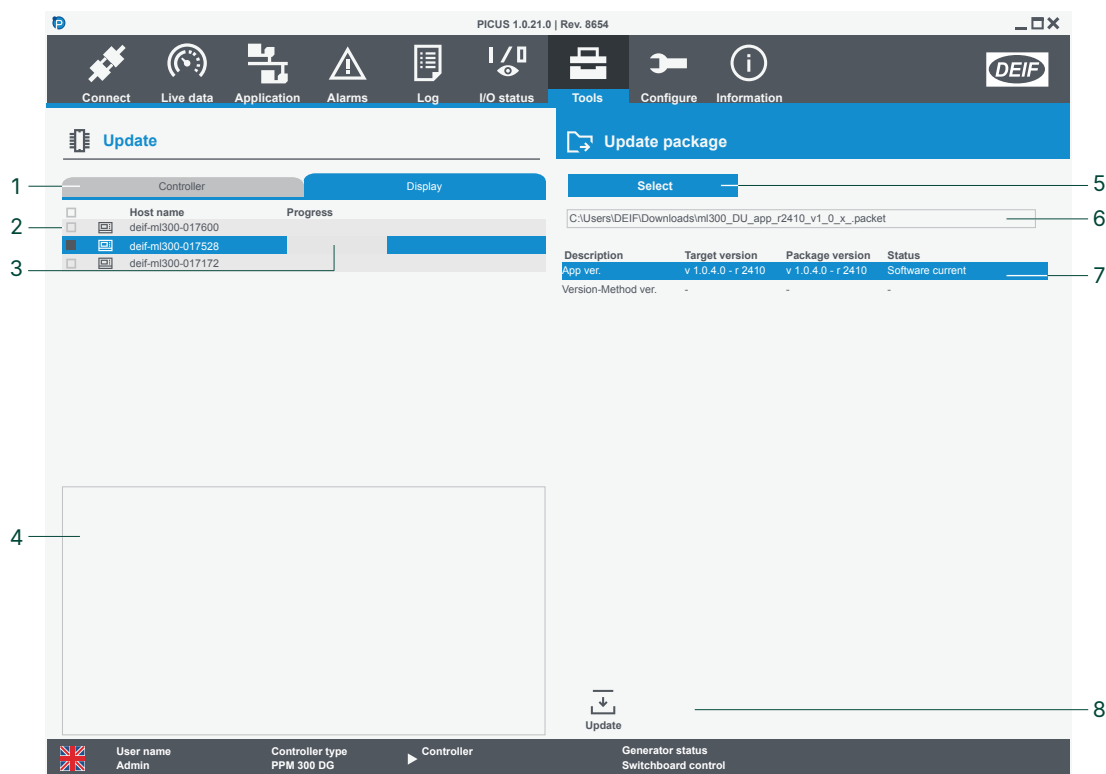 PICUS 1.0.21.0 | Rev. 8654
Connect
Live data
Application
Alarms
Log
I/O status
Tools
Configure
Information
DEIF
Update
Update package
1
Controller
Display
Select
5
Host name Progress
2
deif-ml300-017600
deif-ml300-017528
3
deif-ml300-017172
C:\Users\DEIF\Downloads\ml300_DU_app_r2410_v1_0_x_.packet
6
Description Target version Package version Status
App ver. v 1.0.4.0 - r 2410 v 1.0.4.0 - r 2410 Software current
7
Version-Method ver. - - -
4
Update
8
User name
Admin
Controller type
PPM 300 DG
Controller
Generator status
Switchboard control